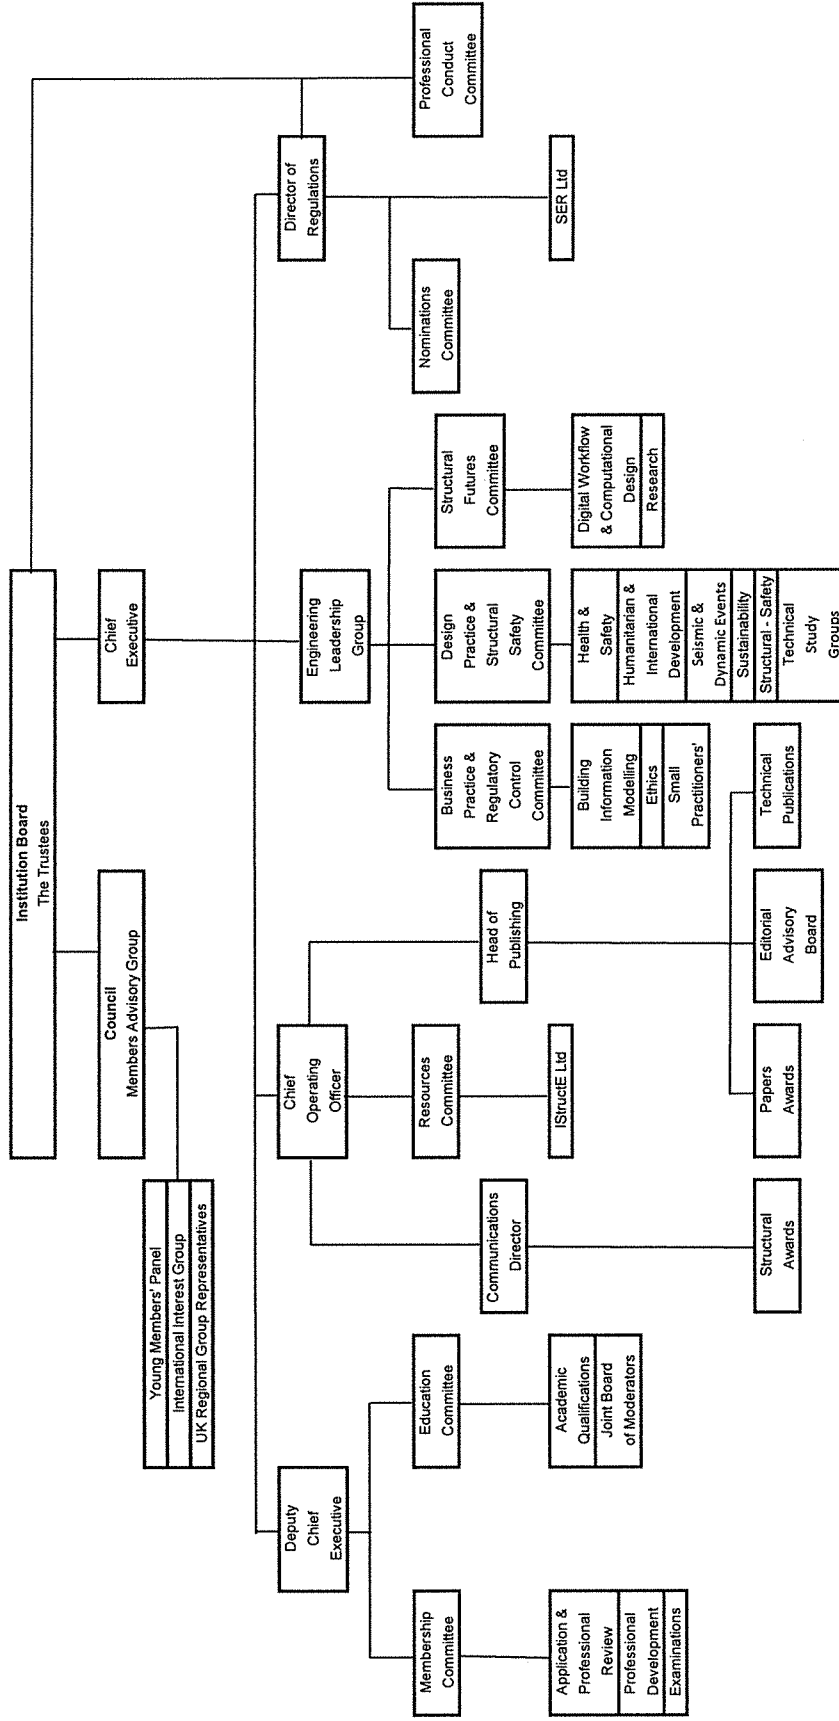 Institution Board
The Trustees
Council
Members Advisory Group
Chief
Executive
Young Members' Panel
International Interest Group
UK Regional Group Representatives
Deputy
Chief
Executive
Chief
Operating
Officer
Engineering
Leadership
Group
Director of
Regulations
Membership
Committee
Education
Committee
Communications
Director
Resources
Committee
Head of
Publishing
Business
Practice &
Regulatory
Control
Committee
Design
Practice &
Structural
Safety
Committee
Structural
Futures
Committee
Nominations
Committee
Professional
Conduct
Committee
Application &
Professional
Review
Professional
Development
Examinations
Academic
Qualifications
Joint Board
of Moderators
IStructE Ltd
Building
Information
Modelling
Ethics
Small
Practitioners'
Health &
Safety
Humanitarian &
International
Development
Seismic &
Dynamic Events
Sustainability
Structural - Safety
Technical
Study
Groups
Digital Workflow
& Computational
Design
Research
SER Ltd
Structural
Awards
Papers
Awards
Editorial
Advisory
Board
Technical
Publications